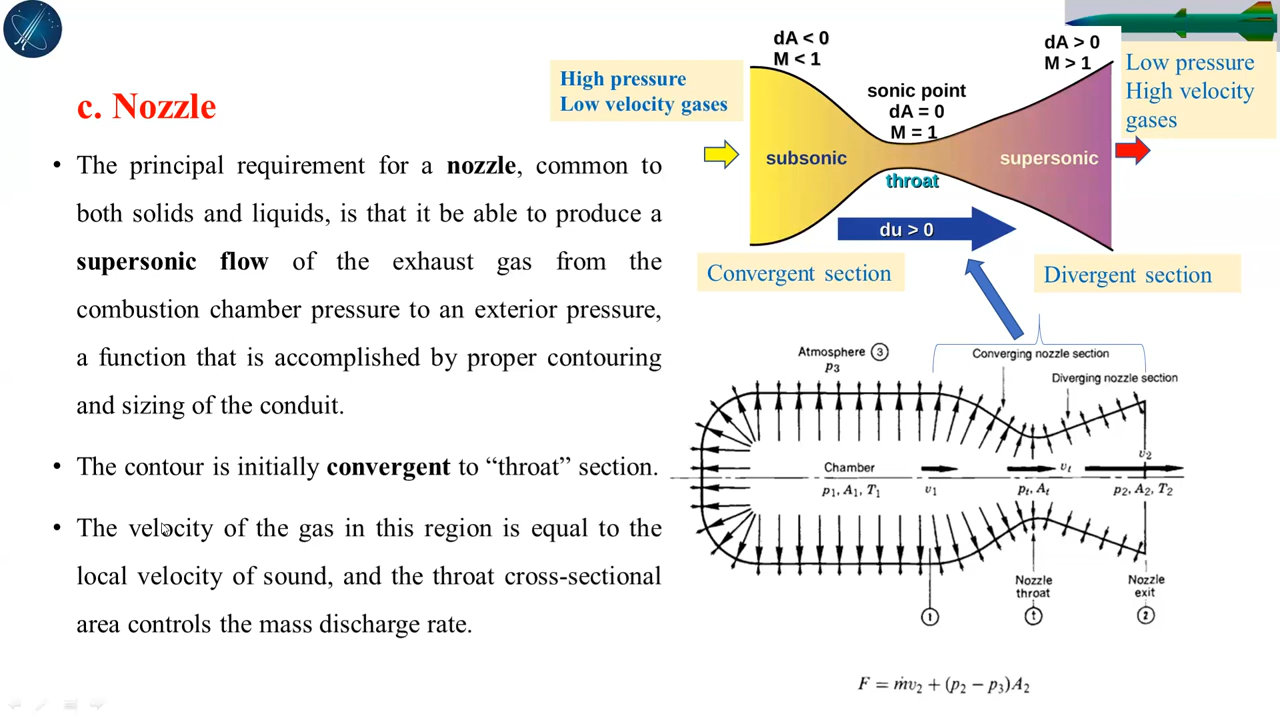 c. Nozzle
• The principal requirement for a nozzle, common to
both solids and liquids, is that it be able to produce a
supersonic flow of the exhaust gas from the
combustion chamber pressure to an exterior pressure,
a function that is accomplished by proper contouring
and sizing of the conduit.
• The contour is initially convergent to “throat” section.
• The velocity of the gas in this region is equal to the
local velocity of sound, and the throat cross-sectional
area controls the mass discharge rate.
High pressure
Low velocity gases
dA < 0
M < 1
sonic point
dA = 0
M = 1
dA > 0
M > 1
Low pressure
High velocity
gases
subsonic
throat
supersonic
du > 0
Convergent section
Divergent section
Atmosphere 3
p3
Converging nozzle section
Diverging nozzle section
Chamber
p1, A1, T1
υ1
υt
pt, At
υ2
p2, A2, T2
Nozzle
throat
Nozzle
exit
1
t
2
F = ṁυ2 + (p2 − p3)A2